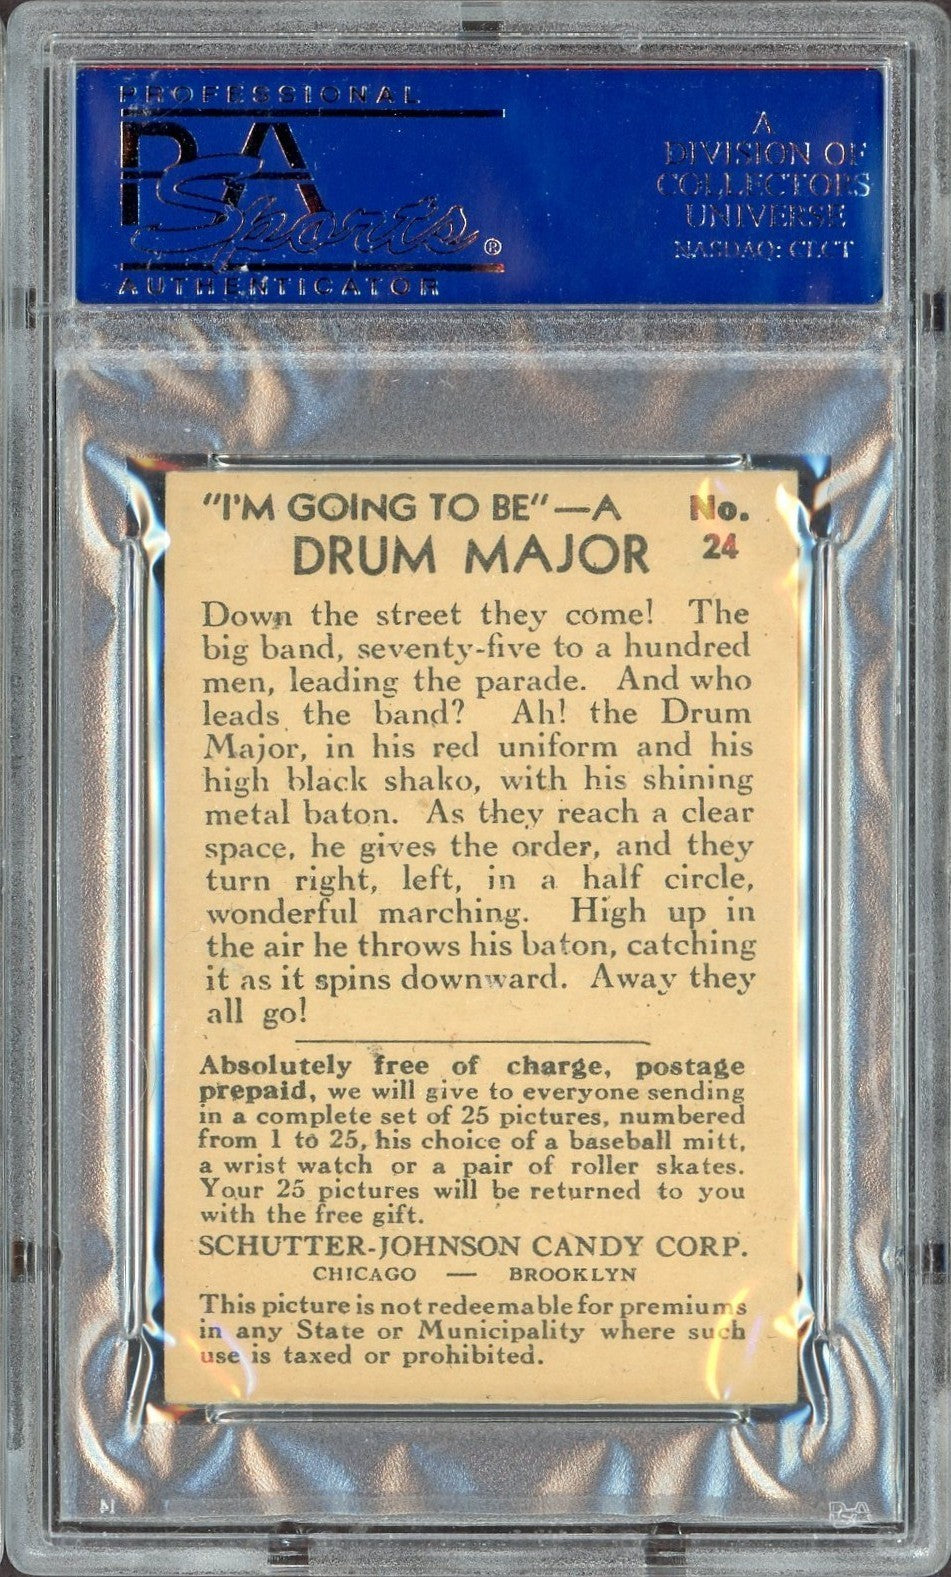 PROFESSIONAL
PSA
Sports®
AUTHENTICATOR
A
DIVISION OF
COLLECTORS
UNIVERSE
NASDAQ: CLCT
"I'M GOING TO BE"—A No.
DRUM MAJOR 24
Down the street they come! The
big band, seventy-five to a hundred
men, leading the parade. And who
leads the band? Ah! the Drum
Major, in his red uniform and his
high black shako, with his shining
metal baton. As they reach a clear
space, he gives the order, and they
turn right, left, in a half circle,
wonderful marching. High up in
the air he throws his baton, catching
it as it spins downward. Away they
all go!
Absolutely free of charge, postage
prepaid, we will give to everyone sending
in a complete set of 25 pictures, numbered
from 1 to 25, his choice of a baseball mitt,
a wrist watch or a pair of roller skates.
Your 25 pictures will be returned to you
with the free gift.
SCHUTTER-JOHNSON CANDY CORP.
CHICAGO — BROOKLYN
This picture is not redeemable for premiums
in any State or Municipality where such
use is taxed or prohibited.
PSA